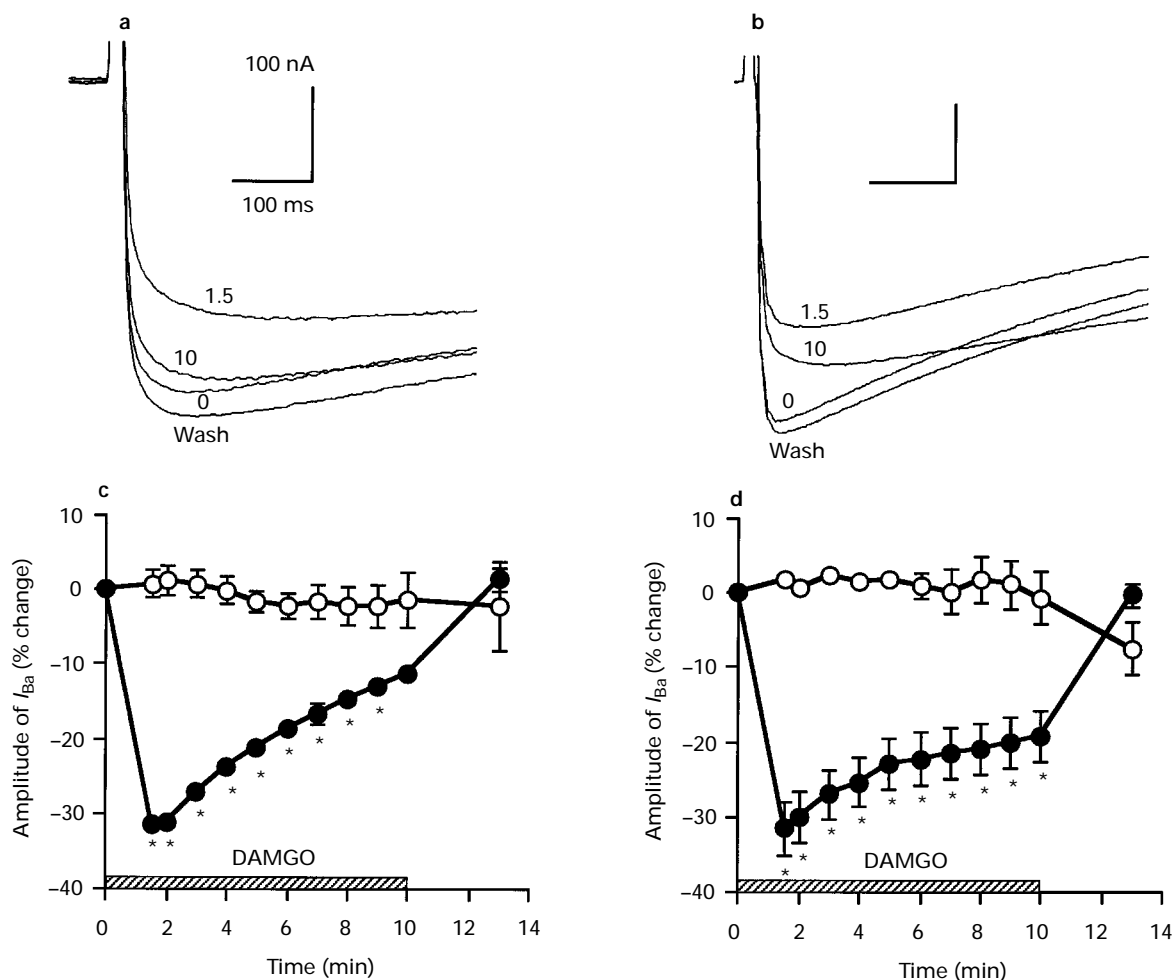 a
100 nA
100 ms
1.5
10
0
Wash
b
1.5
10
0
Wash
c
Amplitude of IBa (% change)
10
0
–10
–20
–30
–40
* * * * * * * * *
DAMGO
0 2 4 6 8 10 12 14
Time (min)
d
Amplitude of IBa (% change)
10
0
–10
–20
–30
–40
* * * * * * * * * *
DAMGO
0 2 4 6 8 10 12 14
Time (min)